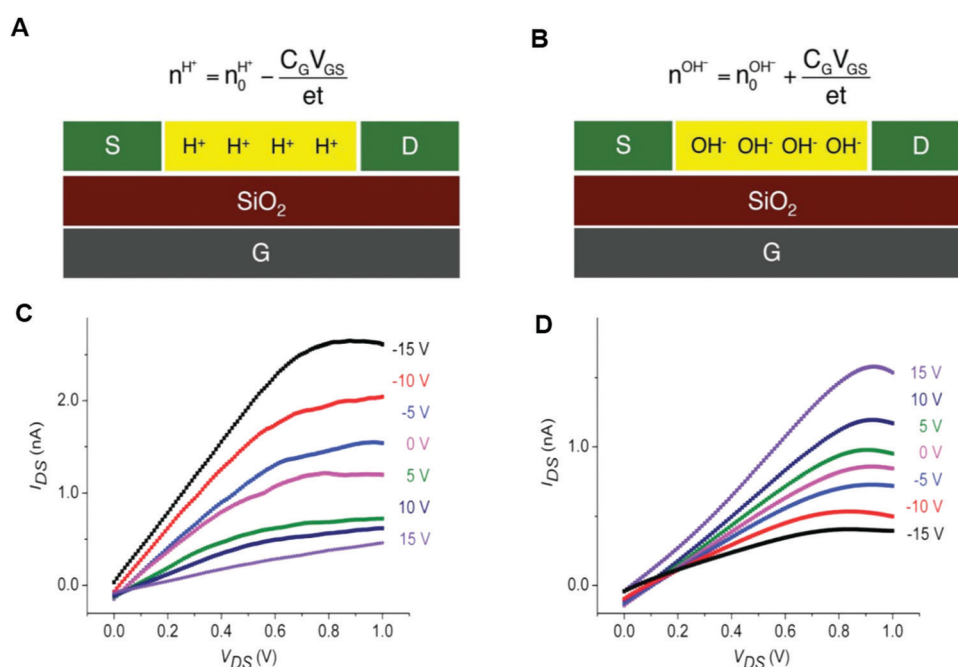 A
B
n^H⁺ = n₀^H⁺ − C_G V_GS / et
n^OH⁻ = n₀^OH⁻ + C_G V_GS / et
S H⁺ H⁺ H⁺ H⁺ D
SiO₂
G
S OH⁻ OH⁻ OH⁻ OH⁻ D
SiO₂
G
C
I_DS (nA)
2.0
1.0
0.0
-15 V
-10 V
-5 V
0 V
5 V
10 V
15 V
0.0 0.2 0.4 0.6 0.8 1.0
V_DS (V)
D
I_DS (nA)
1.0
0.0
15 V
10 V
5 V
0 V
-5 V
-10 V
-15 V
0.0 0.2 0.4 0.6 0.8 1.0
V_DS (V)